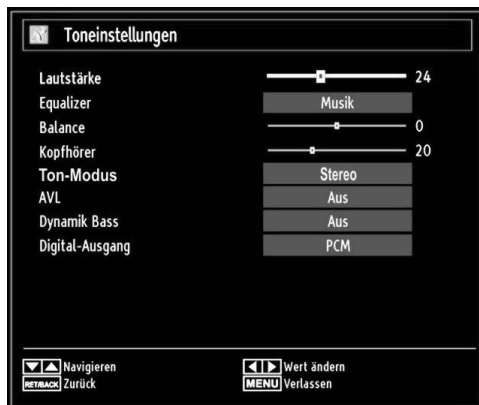 Toneinstellungen
Lautstärke 24
Equalizer Musik
Balance 0
Kopfhörer 20
Ton-Modus Stereo
AVL Aus
Dynamik Bass Aus
Digital-Ausgang PCM
Navigieren Wert ändern
RET/BACK Zurück MENU Verlassen